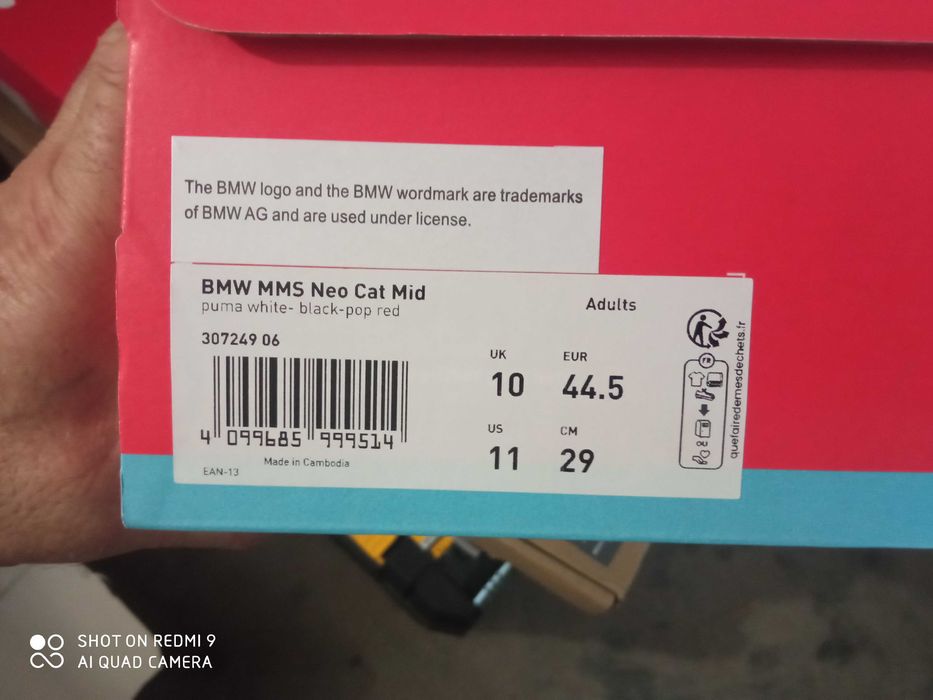 The BMW logo and the BMW wordmark are trademarks
of BMW AG and are used under license.
BMW MMS Neo Cat Mid
puma white- black-pop red
Adults
307249 06
UK
10
EUR
44.5
US
11
CM
29
4 099685 999514
Made in Cambodia
EAN-13
FR
OU
quefairedemesdechets.fr
SHOT ON REDMI 9
AI QUAD CAMERA